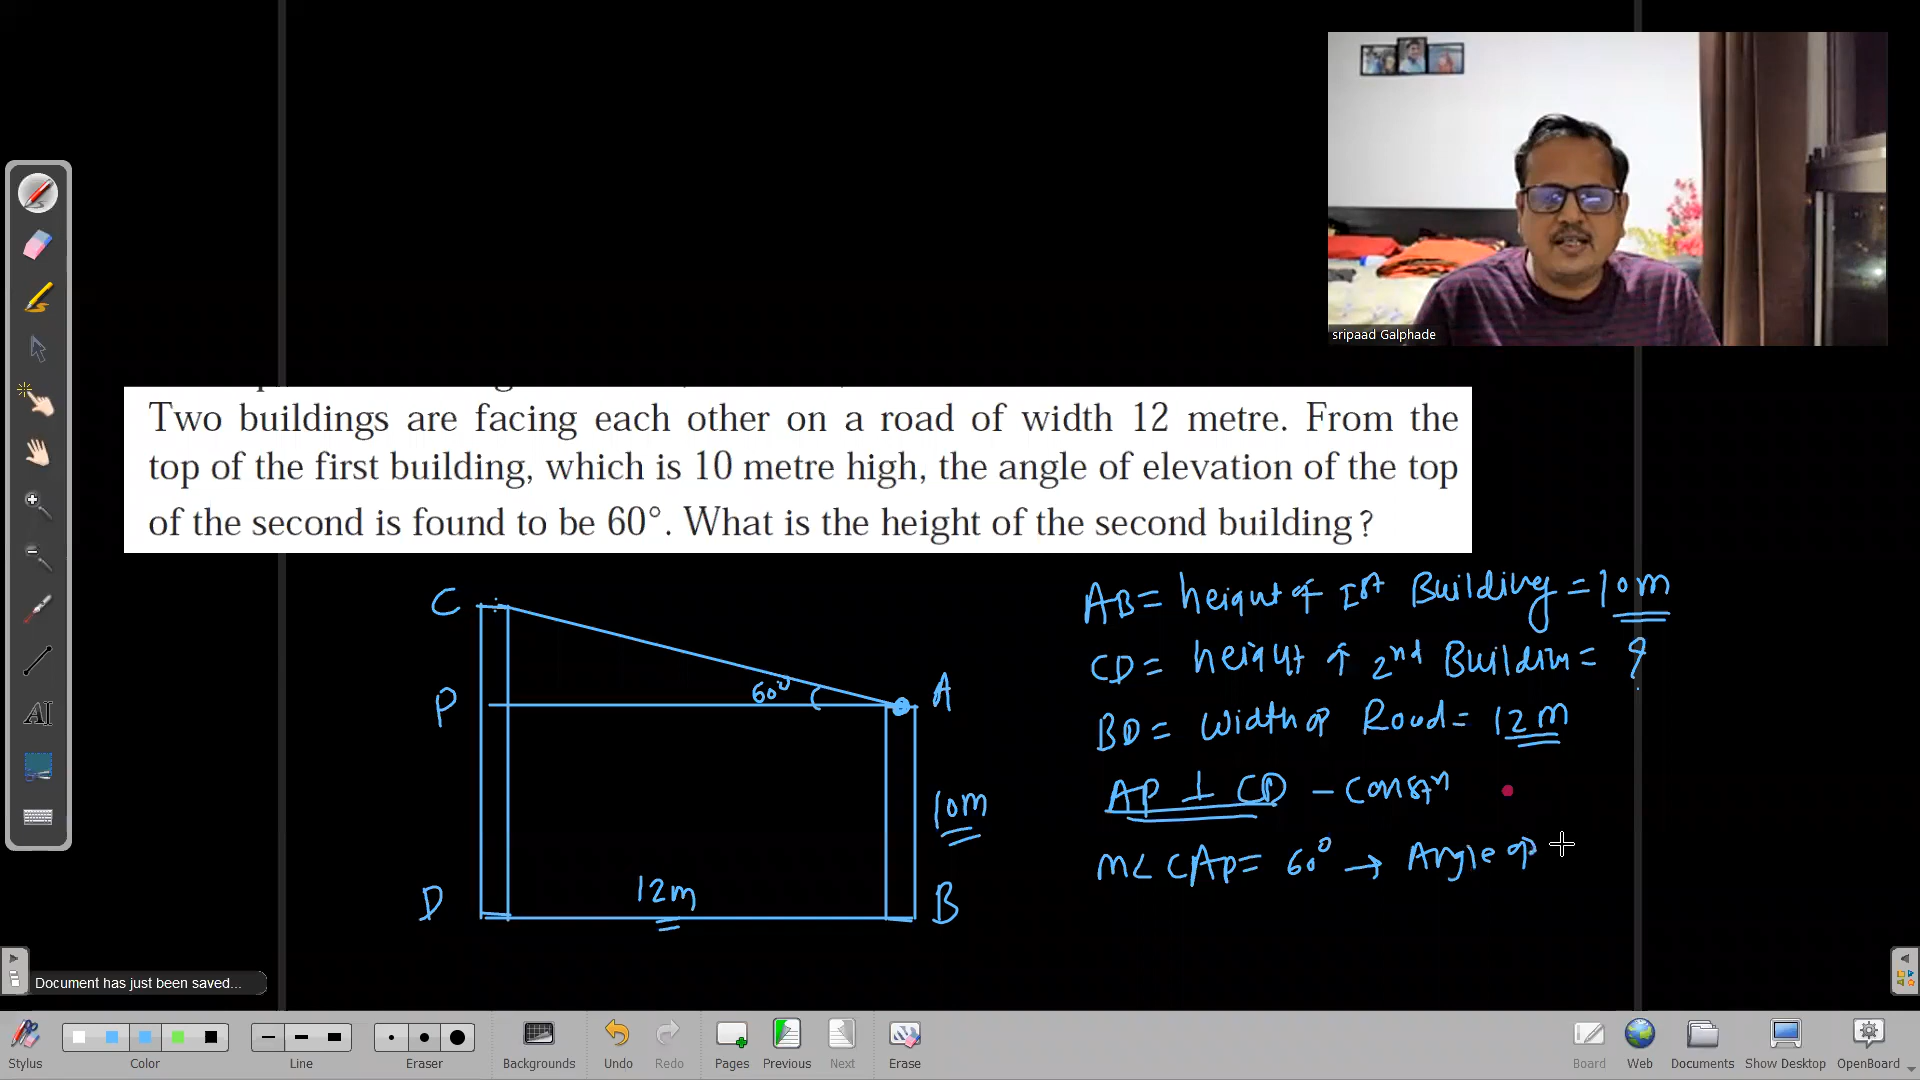 sripaad Galphade
Two buildings are facing each other on a road of width 12 metre. From the
top of the first building, which is 10 metre high, the angle of elevation of the top
of the second is found to be 60°. What is the height of the second building?
C
P
D
60°
A
10m
12m
B
AB = height of Ist Building = 10m
CD = height of 2nd Buildin = ?
BD = Width of Road = 12m
AP ⊥ CD - Constn
m∠ CAP = 60° → Angle of
AI
Document has just been saved...
Stylus
Color
Line
Eraser
Backgrounds
Undo
Redo
Pages
Previous
Next
Erase
Board
Web
Documents
Show Desktop
OpenBoard